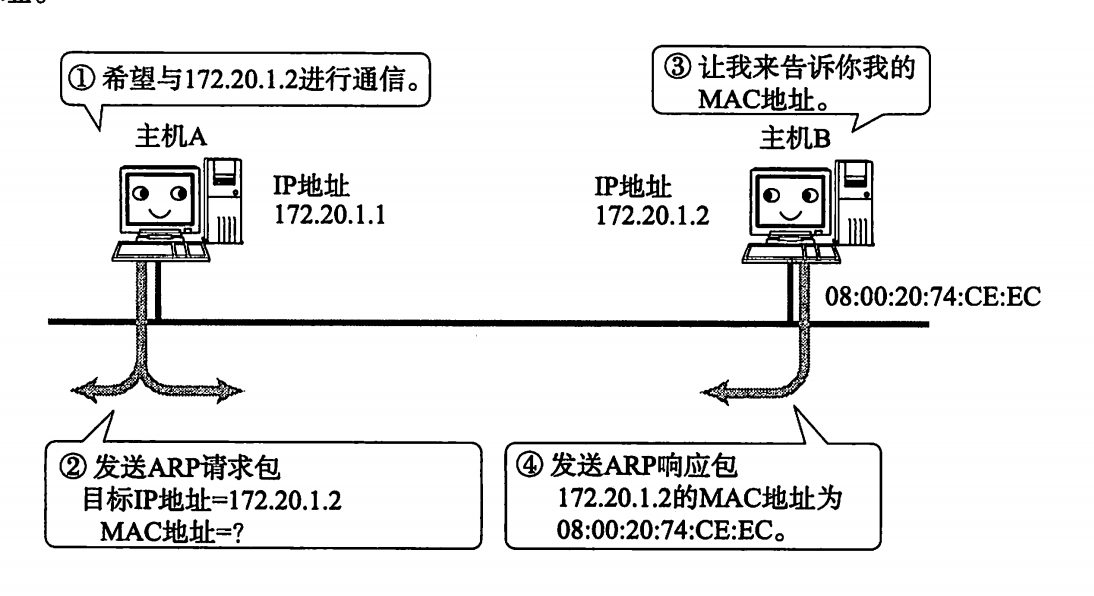 ① 希望与172.20.1.2进行通信。
③ 让我来告诉你我的
MAC地址。
主机A
主机B
IP地址
172.20.1.1
IP地址
172.20.1.2
08:00:20:74:CE:EC
② 发送ARP请求包
目标IP地址=172.20.1.2
MAC地址=?
④ 发送ARP响应包
172.20.1.2的MAC地址为
08:00:20:74:CE:EC。